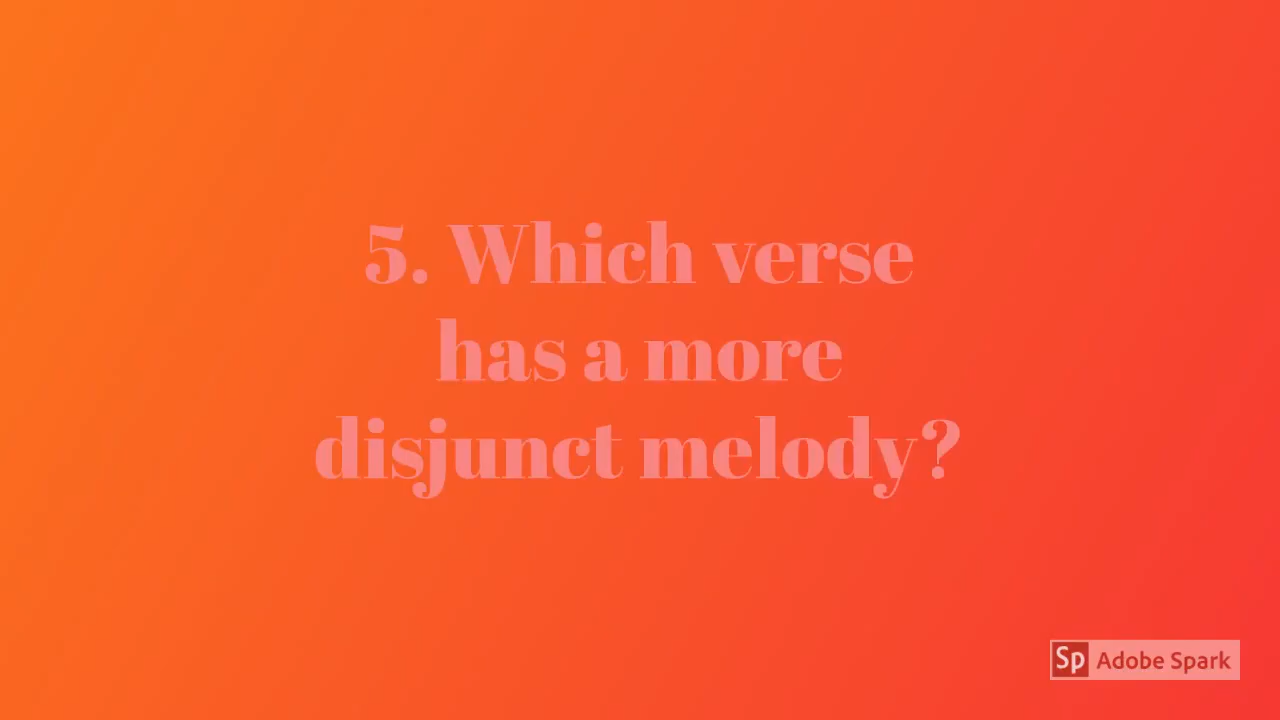 5. Which verse
has a more
disjunct melody?
Sp Adobe Spark